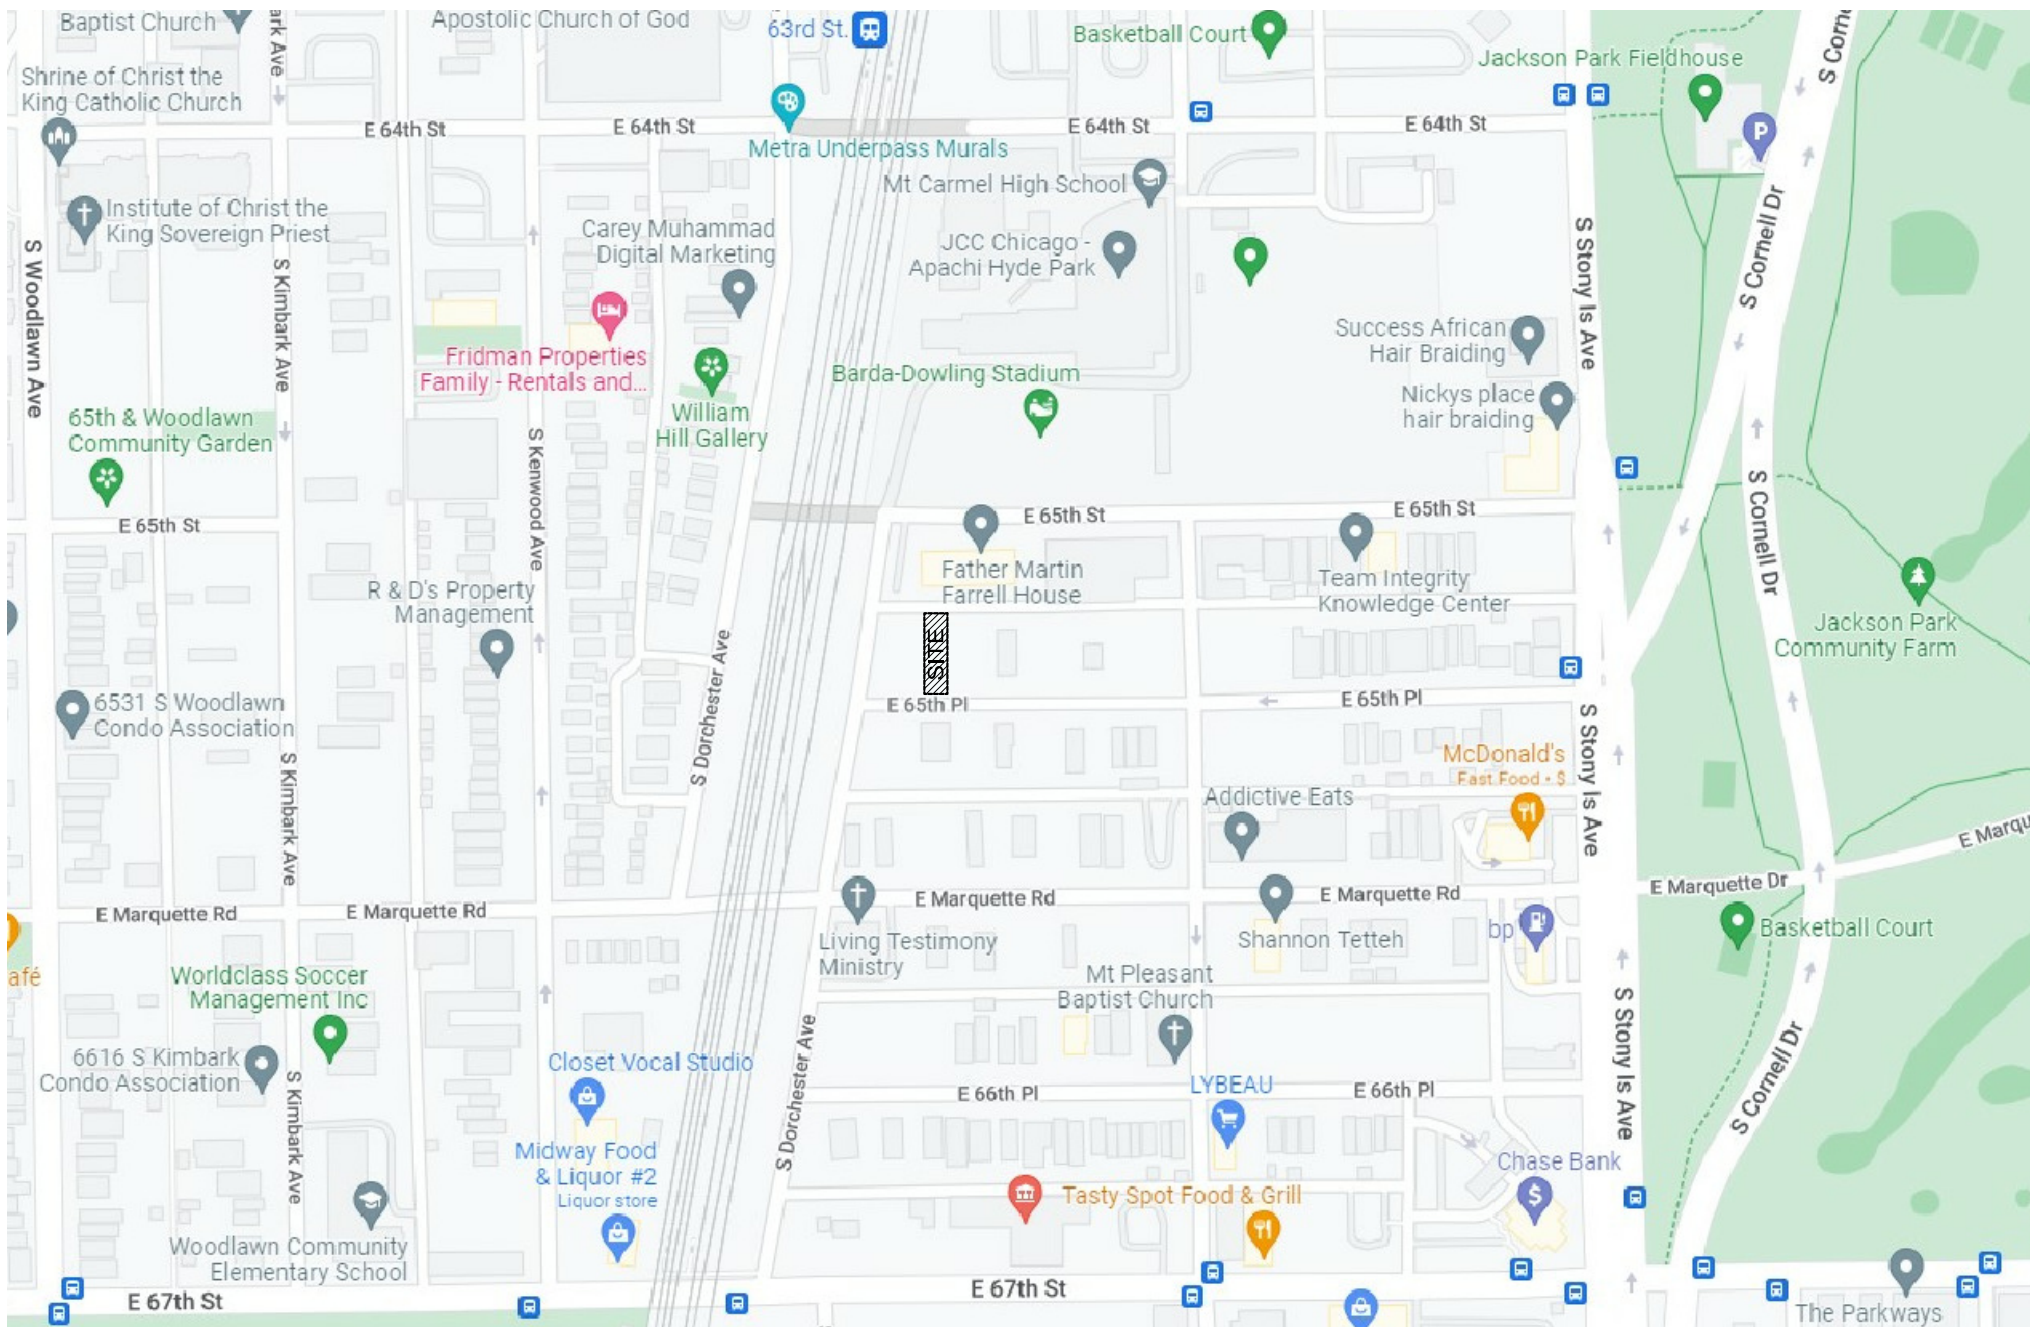 Baptist Church
ark Ave
Apostolic Church of God
63rd St.
Basketball Court
Jackson Park Fieldhouse
S Corne
Shrine of Christ the
King Catholic Church
E 64th St
E 64th St
E 64th St
E 64th St
P
Metra Underpass Murals
Mt Carmel High School
Institute of Christ the
King Sovereign Priest
Carey Muhammad
Digital Marketing
JCC Chicago -
Apachi Hyde Park
S Woodlawn Ave
S Kimbark Ave
S Stony Is Ave
S Cornell Dr
Success African
Hair Braiding
Fridman Properties
Family - Rentals and...
Barda-Dowling Stadium
Nickys place
hair braiding
William
Hill Gallery
65th & Woodlawn
Community Garden
S Kenwood Ave
S Cornell Dr
E 65th St
E 65th St
E 65th St
R & D's Property
Management
Father Martin
Farrell House
Team Integrity
Knowledge Center
Jackson Park
Community Farm
SITE
S Dorchester Ave
6531 S Woodlawn
Condo Association
E 65th Pl
E 65th Pl
S Kimbark Ave
S Stony Is Ave
McDonald's
Fast Food - $
Addictive Eats
E Marqu
E Marquette Rd
E Marquette Rd
E Marquette Rd
E Marquette Rd
E Marquette Dr
Living Testimony
Ministry
Shannon Tetteh
bp
Basketball Court
afé
Worldclass Soccer
Management Inc
Mt Pleasant
Baptist Church
S Stony Is Ave
S Cornell Dr
6616 S Kimbark
Condo Association
S Kimbark Ave
Closet Vocal Studio
S Dorchester Ave
E 66th Pl
LYBEAU
E 66th Pl
Midway Food
& Liquor #2
Liquor store
Chase Bank
$
Tasty Spot Food & Grill
Woodlawn Community
Elementary School
E 67th St
E 67th St
The Parkways